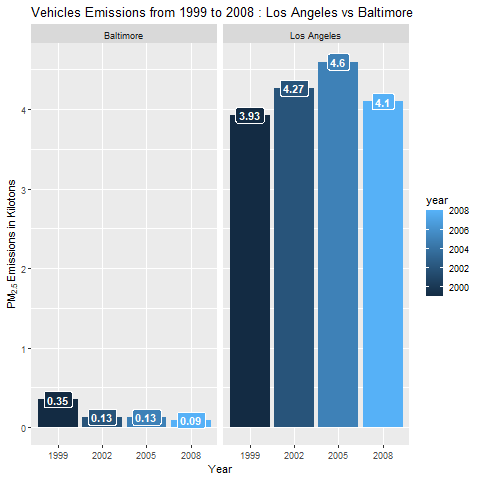 Vehicles Emissions from 1999 to 2008 : Los Angeles vs Baltimore
Baltimore
Los Angeles
PM2.5 Emissions in Kilotons
4
3
2
1
0
0.35
0.13
0.13
0.09
3.93
4.27
4.6
4.1
1999 2002 2005 2008
1999 2002 2005 2008
Year
year
2008
2006
2004
2002
2000